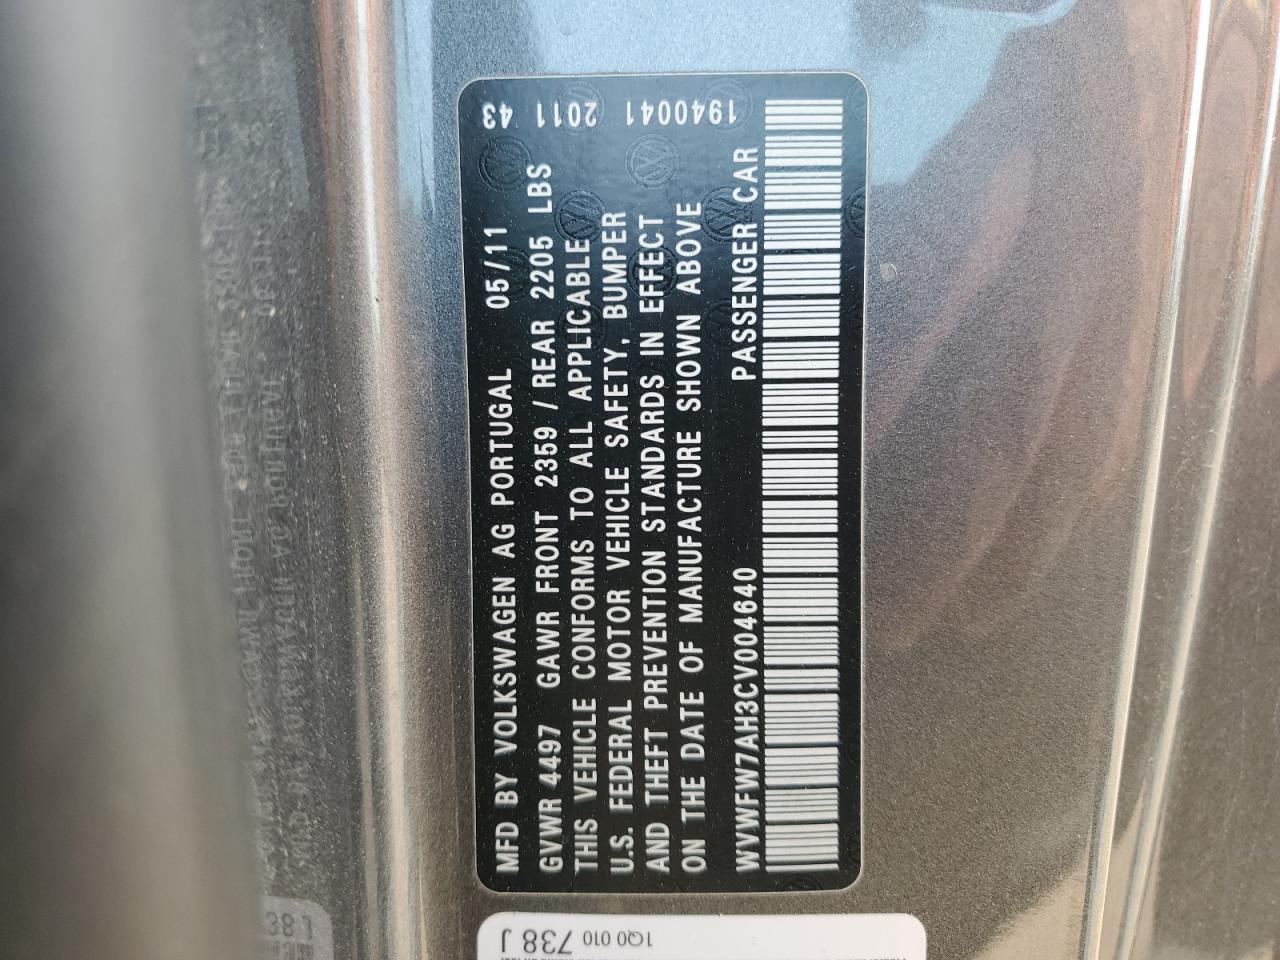 MFD BY VOLKSWAGEN AG PORTUGAL 05/11
GVWR 4497 GAWR FRONT 2359 / REAR 2205 LBS
THIS VEHICLE CONFORMS TO ALL APPLICABLE
U.S. FEDERAL MOTOR VEHICLE SAFETY, BUMPER
AND THEFT PREVENTION STANDARDS IN EFFECT
ON THE DATE OF MANUFACTURE SHOWN ABOVE
WVWFW7AH3CV004640 PASSENGER CAR
1940041 2011 43
1Q0 010 738 J